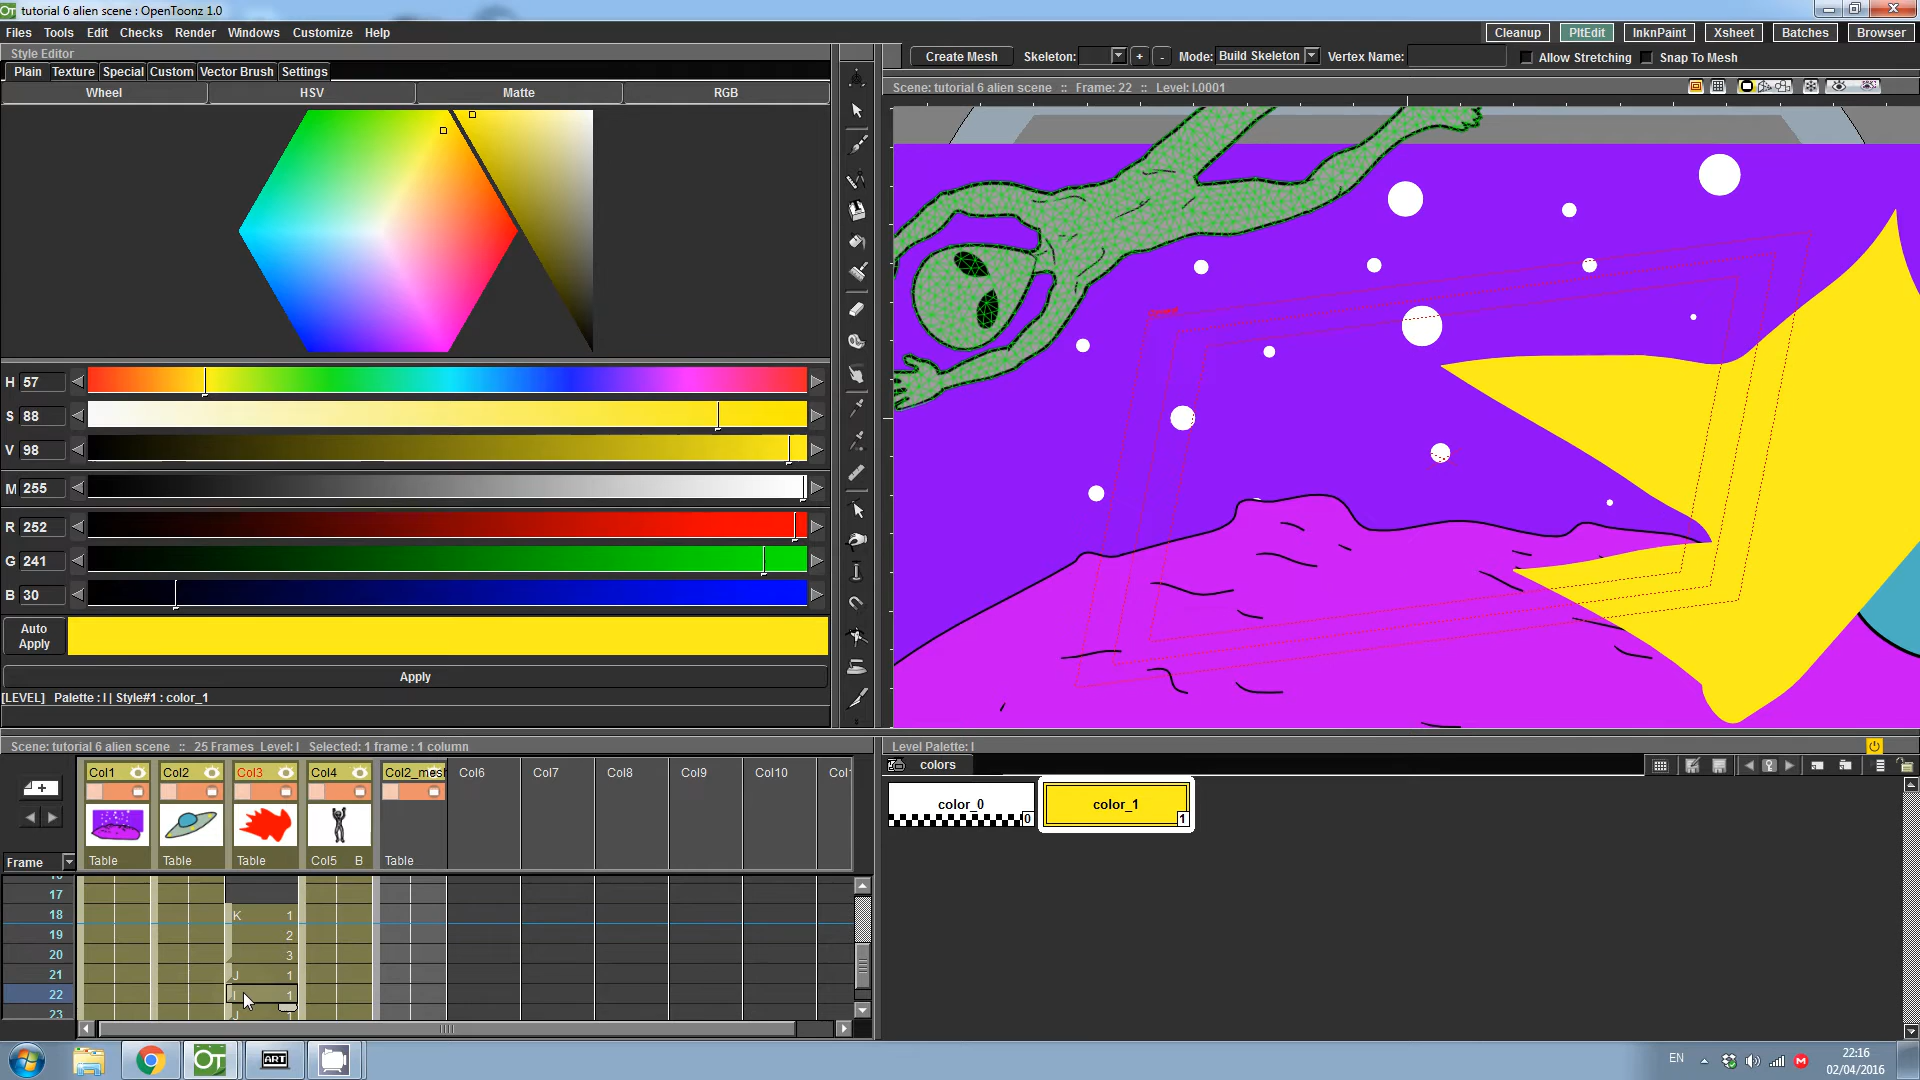 tutorial 6 alien scene : OpenToonz 1.0
Files Tools Edit Checks Render Windows Customize Help
Cleanup PltEdit InknPaint Xsheet Batches Browser
Style Editor
Plain Texture Special Custom Vector Brush Settings
Wheel HSV Matte RGB
Create Mesh Skeleton: + - Mode: Build Skeleton Vertex Name: Allow Stretching Snap To Mesh
Scene: tutorial 6 alien scene :: Frame: 22 :: Level: I.0001
H 57
S 88
V 98
M 255
R 252
G 241
B 30
Auto Apply
Apply
[LEVEL] Palette : I | Style#1 : color_1
Scene: tutorial 6 alien scene :: 25 Frames Level: I Selected: 1 frame : 1 column
Col1 Col2 Col3 Col4 Col2_mesh Col6 Col7 Col8 Col9 Col10
Table Table Table Col5 B Table
Frame
17
18 K 1
19 2
20 3
21 J 1
22 I 1
23 J 1
Level Palette: I
colors
color_0 0
color_1 1
OT
ART
EN
22:16
02/04/2016